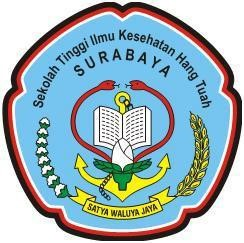 Sekolah Tinggi Ilmu Kesehatan Hang Tuah
SURABAYA
SATYA WALUYA JAYA